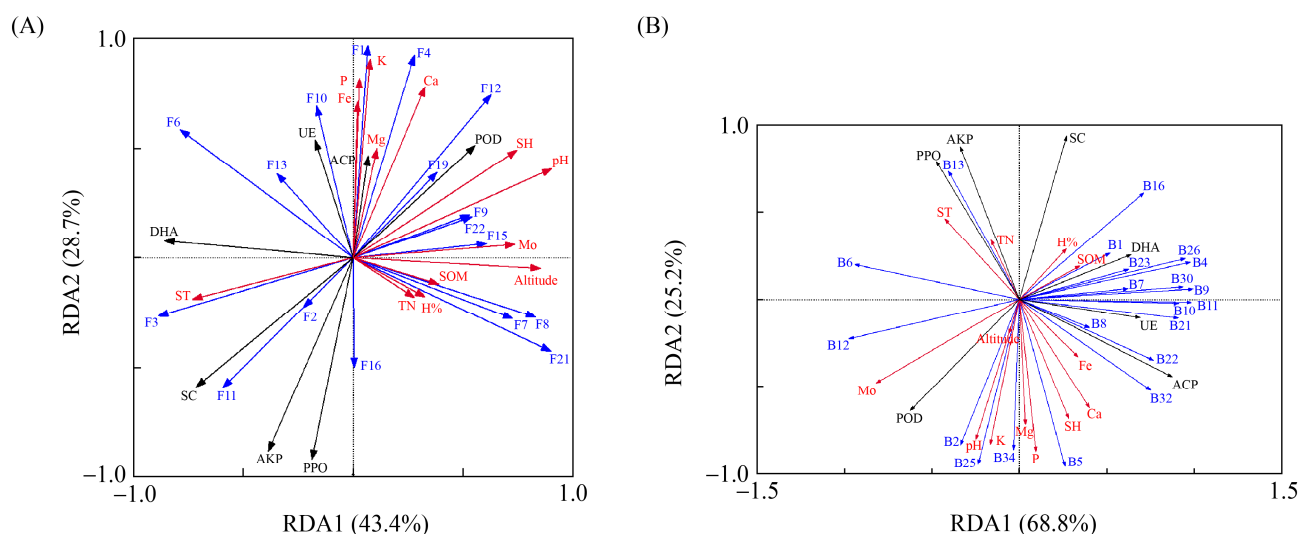 (A)
1.0
F1
K
F4
P
Ca
Fe
F10
F12
F6
UE
Mg
ACP
POD
SH
F13
F19
pH
F9
DHA
F22
F15
Mo
SOM
Altitude
ST
TN
H%
F3
F2
F7
F8
F21
F16
SC
F11
AKP
PPO
RDA2 (28.7%)
−1.0
−1.0
1.0
RDA1 (43.4%)
(B)
1.0
AKP
SC
PPO
B13
B16
ST
TN
H%
B1
DHA
SOM
B26
B6
B23
B4
B7
B30
B9
B11
B10
UE
B21
B8
Altitude
B12
Fe
B22
ACP
Mo
B32
POD
Ca
SH
Mg
B2
pH
K
B25
B34
P
B5
RDA2 (25.2%)
−1.0
−1.5
1.5
RDA1 (68.8%)